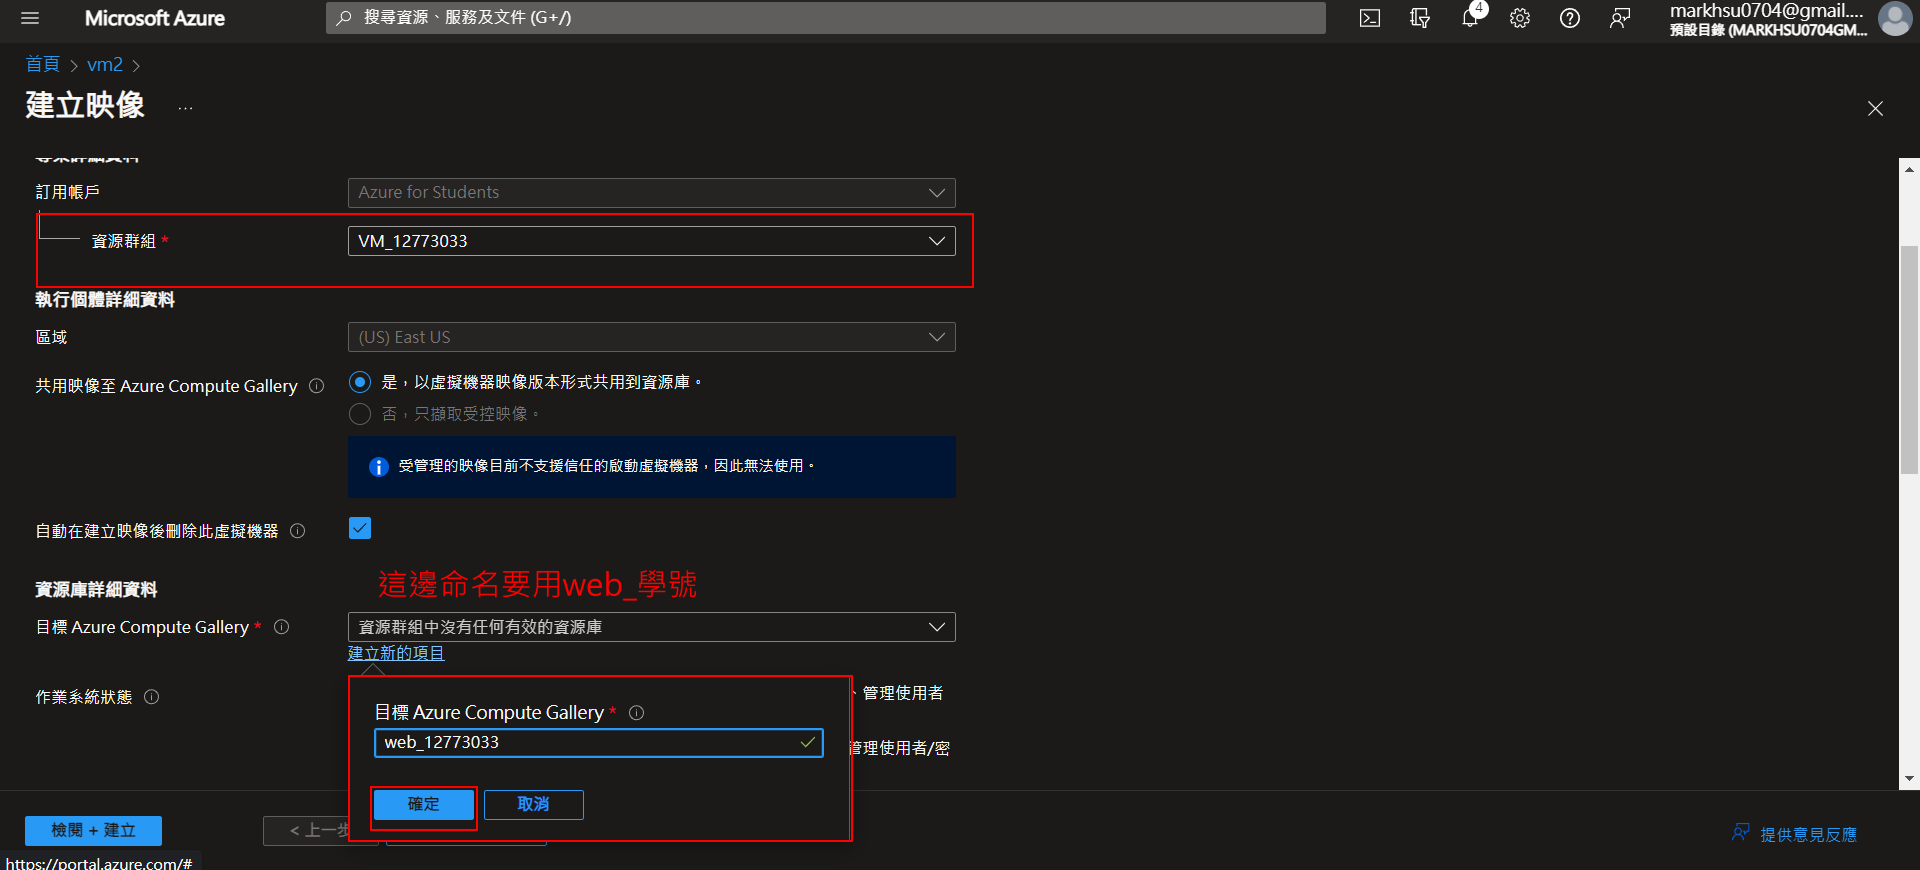 Microsoft Azure
搜尋資源、服務及文件 (G+/)
4
markhsu0704@gmail....
預設目錄 (MARKHSU0704GM...
首頁 > vm2 >
建立映像 ...
訂用帳戶
Azure for Students
資源群組 *
VM_12773033
執行個體詳細資料
區域
(US) East US
共用映像至 Azure Compute Gallery
是，以虛擬機器映像版本形式共用到資源庫。
否，只擷取受控映像。
受管理的映像目前不支援信任的啟動虛擬機器，因此無法使用。
自動在建立映像後刪除此虛擬機器
這邊命名要用web_學號
資源庫詳細資料
目標 Azure Compute Gallery *
資源群組中沒有任何有效的資源庫
建立新的項目
作業系統狀態
、管理使用者
管理使用者/密
目標 Azure Compute Gallery *
web_12773033
確定
取消
檢閱 + 建立
< 上一步
提供意見反應
https://portal.azure.com/#